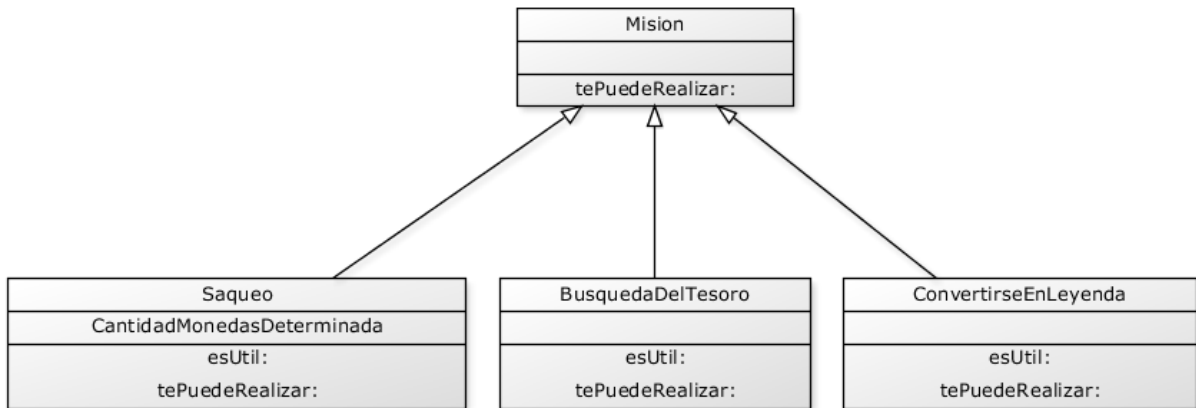 Mision
tePuedeRealizar:
Saqueo
CantidadMonedasDeterminada
esUtil:
tePuedeRealizar:
BusquedaDelTesoro
esUtil:
tePuedeRealizar:
ConvertirseEnLeyenda
esUtil:
tePuedeRealizar: